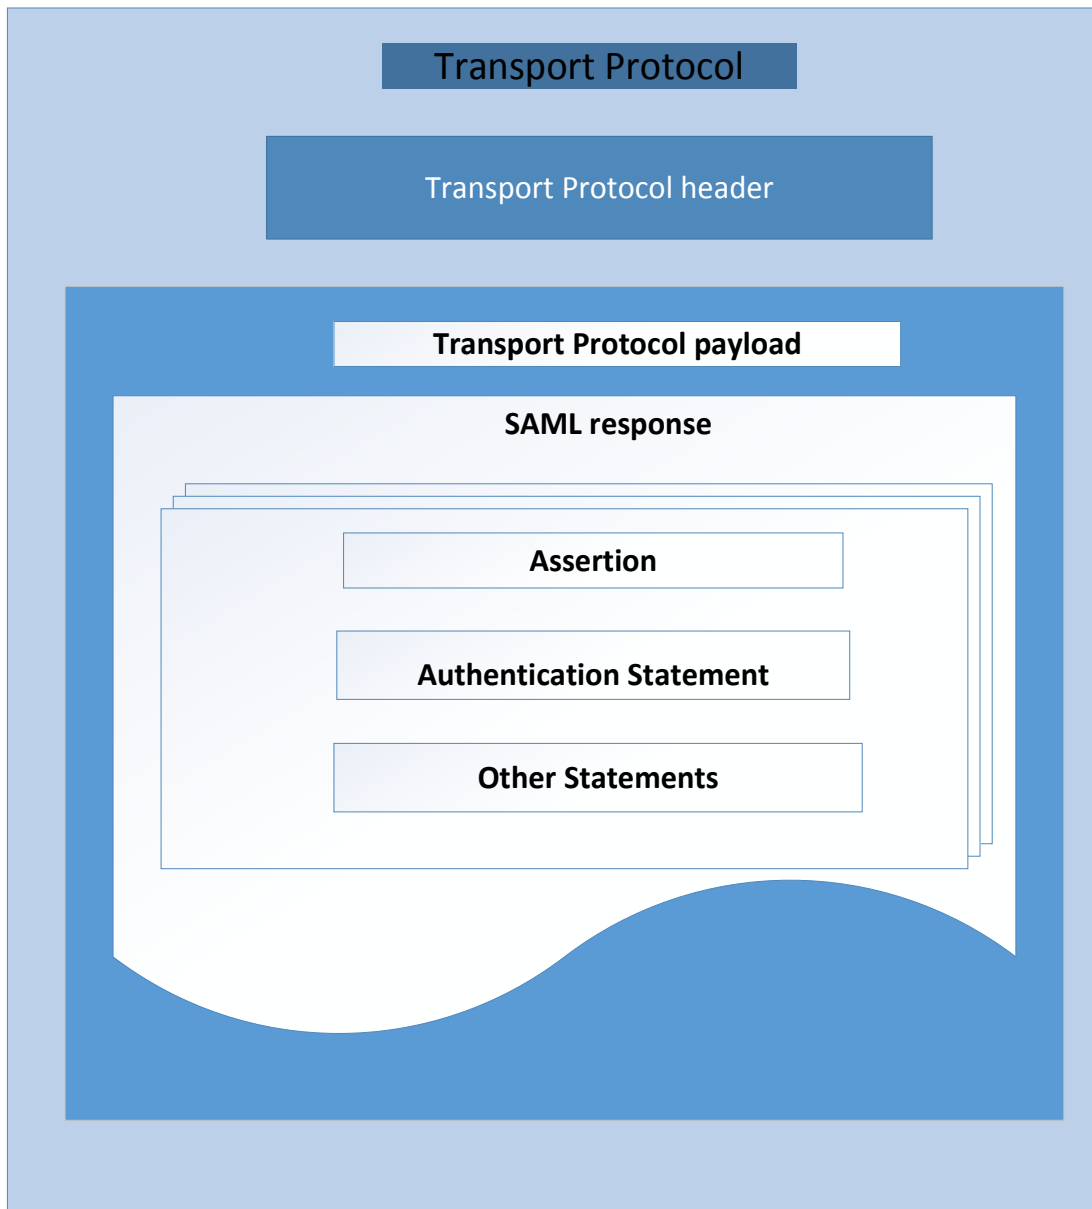 Transport Protocol
Transport Protocol header
Transport Protocol payload
SAML response
Assertion
Authentication Statement
Other Statements